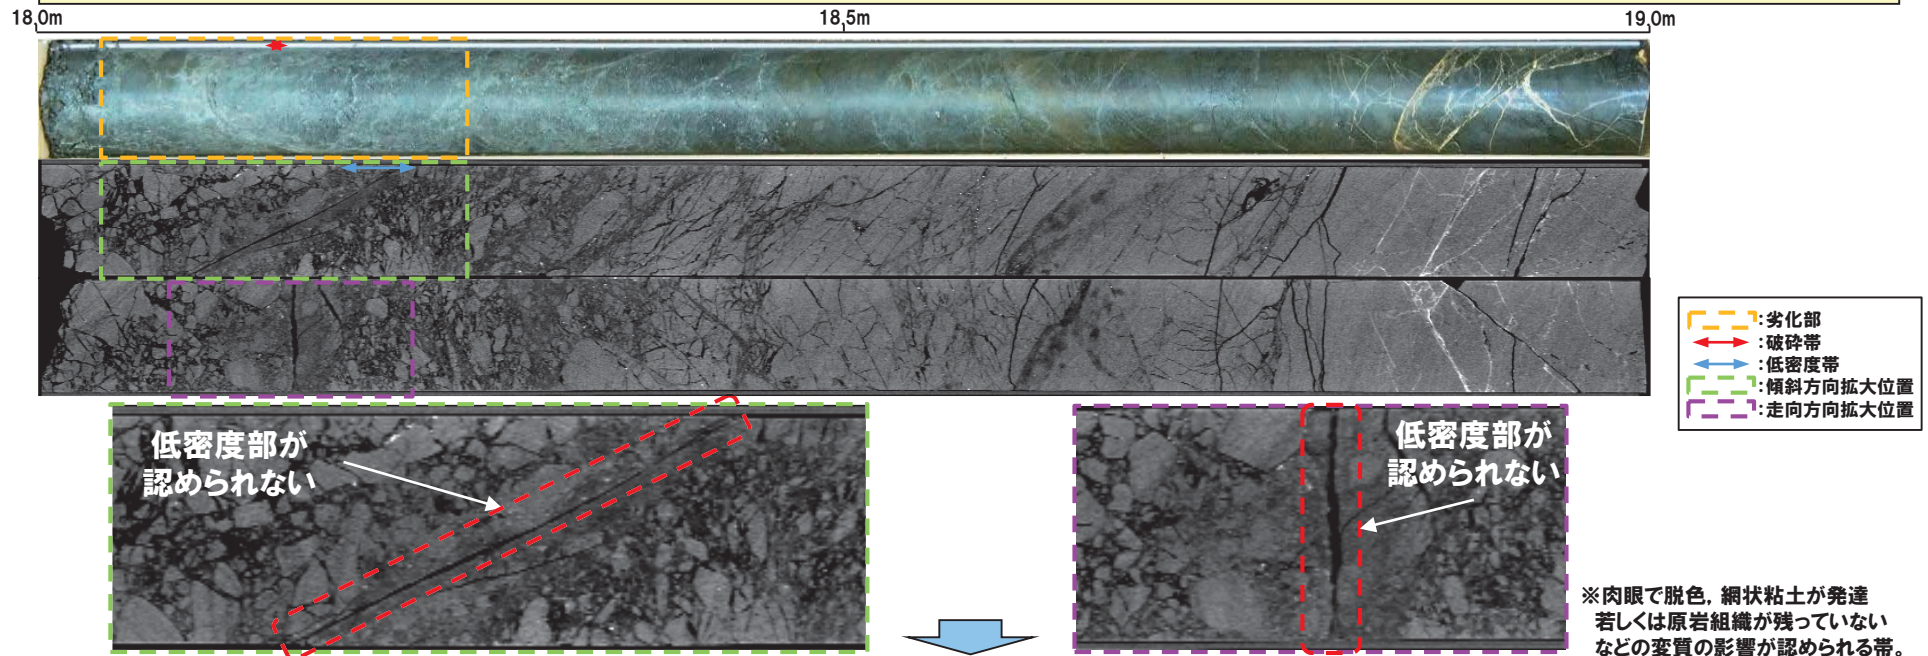 18.0m
18.5m
19.0m
:劣化部
:破砕帯
:低密度帯
:傾斜方向拡大位置
:走向方向拡大位置
低密度部が
認められない
低密度部が
認められない
※肉眼で脱色，網状粘土が発達
若しくは原岩組織が残っていない
などの変質の影響が認められる帯。